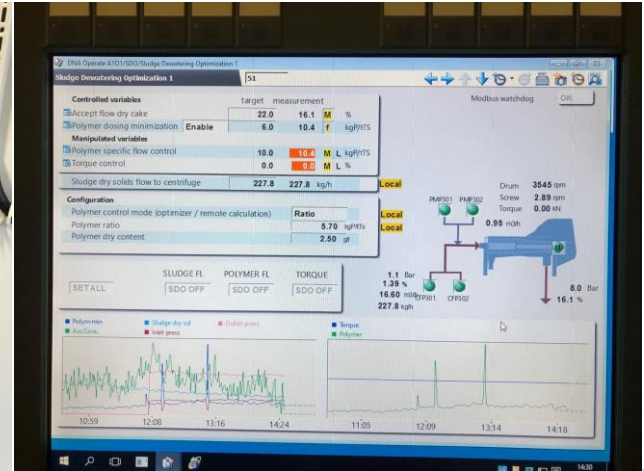 DNA Operate A101/SDO/Sludge Dewatering Optimization 1
Sludge Dewatering Optimization 1 51
Controlled variables target measurement
Accept flow dry cake 22.0 16.1 M %
Polymer dosing minimization Enable 6.0 10.4 f kgP/tTS
Manipulated variables
Polymer specific flow control 10.0 10.4 M L kgP/tTS
Torque control 0.0 0.0 M L %
Sludge dry solids flow to centrifuge 227.8 227.8 kg/h Local
Configuration
Polymer control mode (optimizer / remote calculation) Ratio Local
Polymer ratio 5.70 kgP/tTs Local
Polymer dry content 2.50 g/l
SLUDGE FL POLYMER FL TORQUE
SETALL SDO OFF SDO OFF SDO OFF
Modbus watchdog OK
Drum 3545 rpm
Screw 2.89 rpm
Torque 0.00 kN
PMP301 PMP302
0.95 m3/h
1.1 Bar
1.39 %
16.60 m3/h
227.8 kg/h
CFP301 CFP302
8.0 Bar
16.1 %
Polym min Sludge dry sol Outlet press
Acc.Cont. Inlet press
10:59 12:08 13:16 14:24
Torque
Polymer
11:05 12:09 13:14 14:18
14:30